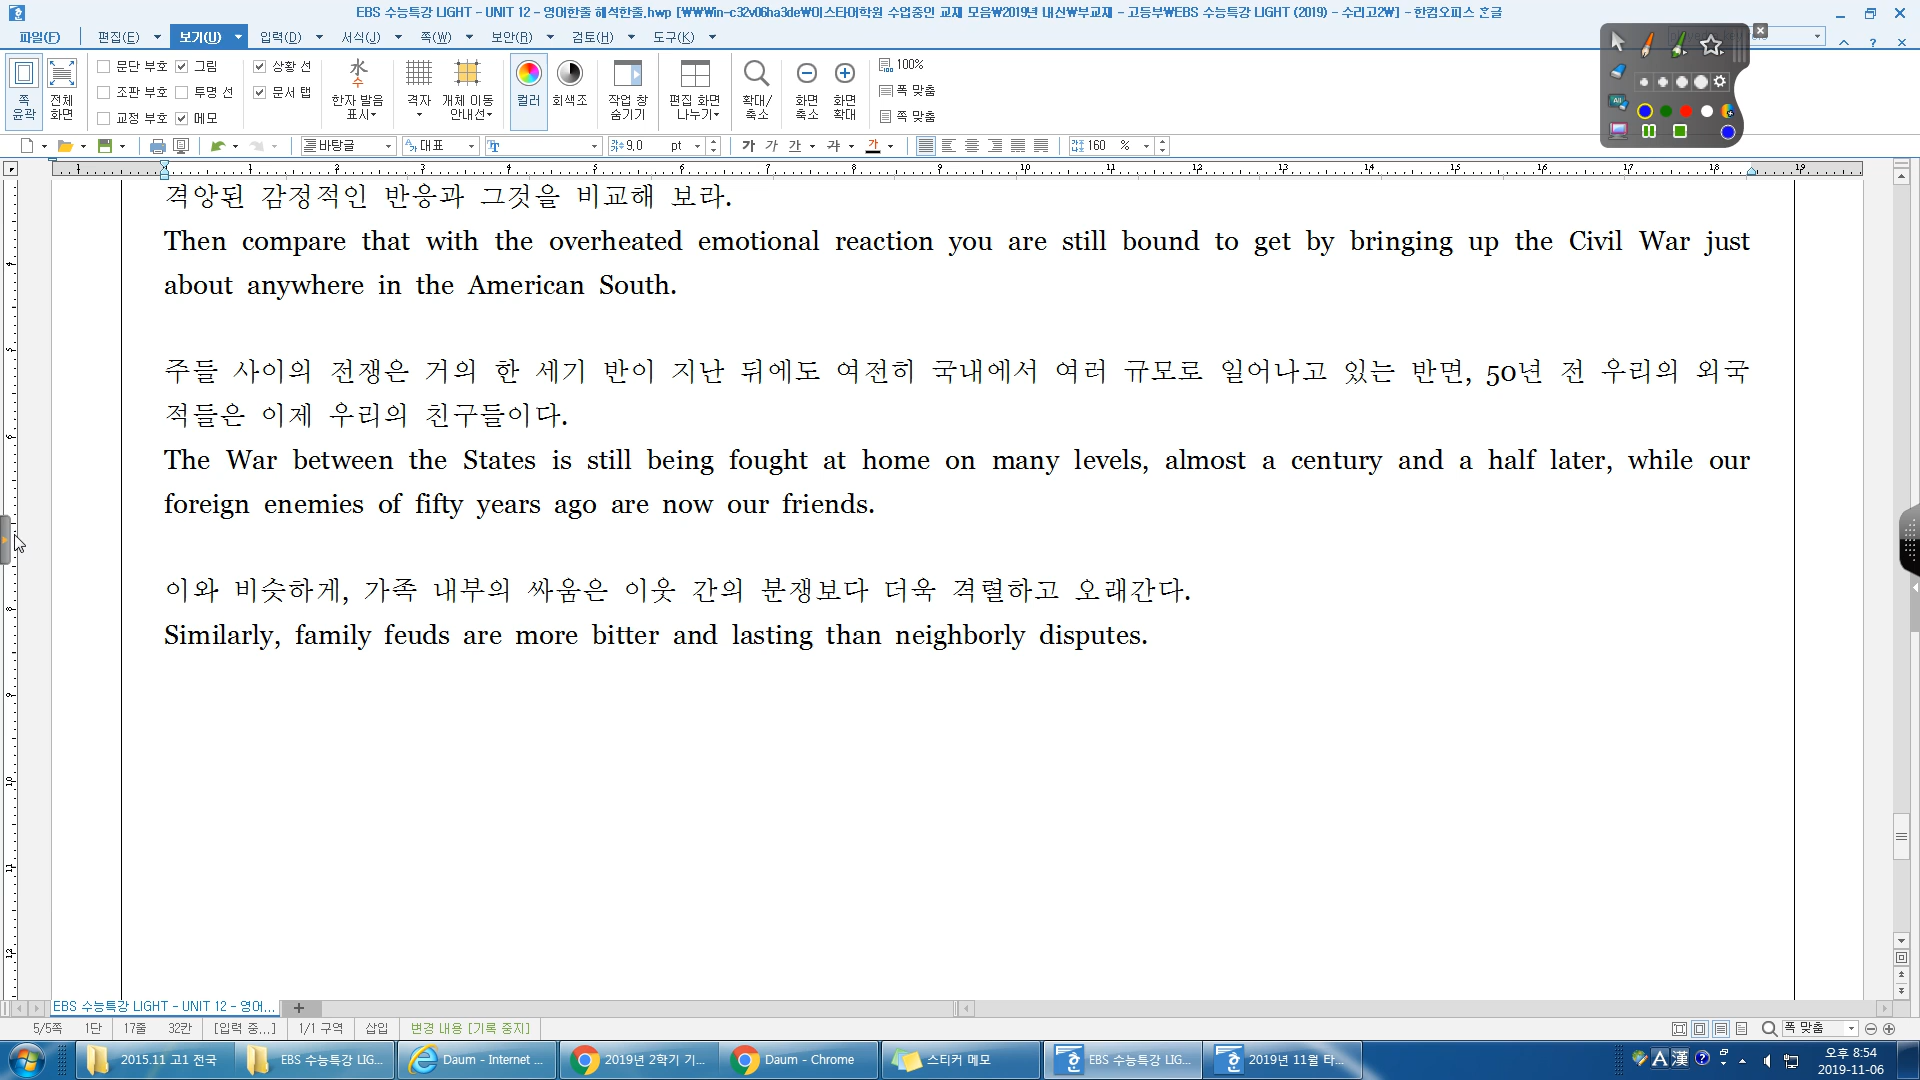 EBS 수능특강 LIGHT - UNIT 12 - 영어한줄 해석한줄.hwp [₩₩Win-c32v06ha3de₩이스타어학원 수업중인 교재 모음₩2019년 내신₩부교재 - 고등부₩EBS 수능특강 LIGHT (2019) - 수리고2₩] - 한컴오피스 한글
파일(F) 편집(E) 보기(U) 입력(D) 서식(J) 쪽(W) 보안(R) 검토(H) 도구(K)
문단 부호 그림 상황 선 100%
조판 부호 투명 선 문서 탭 폭 맞춤
교정 부호 메모 쪽 맞춤
쪽 윤곽 전체 화면 한자 발음 표시 격자 개체 이동 안내선 컬러 회색조 작업 창 숨기기 편집 화면 나누기 확대/축소 화면 축소 화면 확대
바탕글 대표 9,0 pt 가 가 가 가 가 160 %
격앙된 감정적인 반응과 그것을 비교해 보라.
Then compare that with the overheated emotional reaction you are still bound to get by bringing up the Civil War just
about anywhere in the American South.
주들 사이의 전쟁은 거의 한 세기 반이 지난 뒤에도 여전히 국내에서 여러 규모로 일어나고 있는 반면, 50년 전 우리의 외국
적들은 이제 우리의 친구들이다.
The War between the States is still being fought at home on many levels, almost a century and a half later, while our
foreign enemies of fifty years ago are now our friends.
이와 비슷하게, 가족 내부의 싸움은 이웃 간의 분쟁보다 더욱 격렬하고 오래간다.
Similarly, family feuds are more bitter and lasting than neighborly disputes.
EBS 수능특강 LIGHT - UNIT 12 - 영어...
5/5쪽 1단 17줄 32칸 [입력 중...] 1/1 구역 삽입 변경 내용 [기록 중지] 폭 맞춤
2015.11 고1 전국 EBS 수능특강 LIG... Daum - Internet ... 2019년 2학기 기... Daum - Chrome 스티커 메모 EBS 수능특강 LIG... 2019년 11월 타... A 漢 오후 8:54
2019-11-06